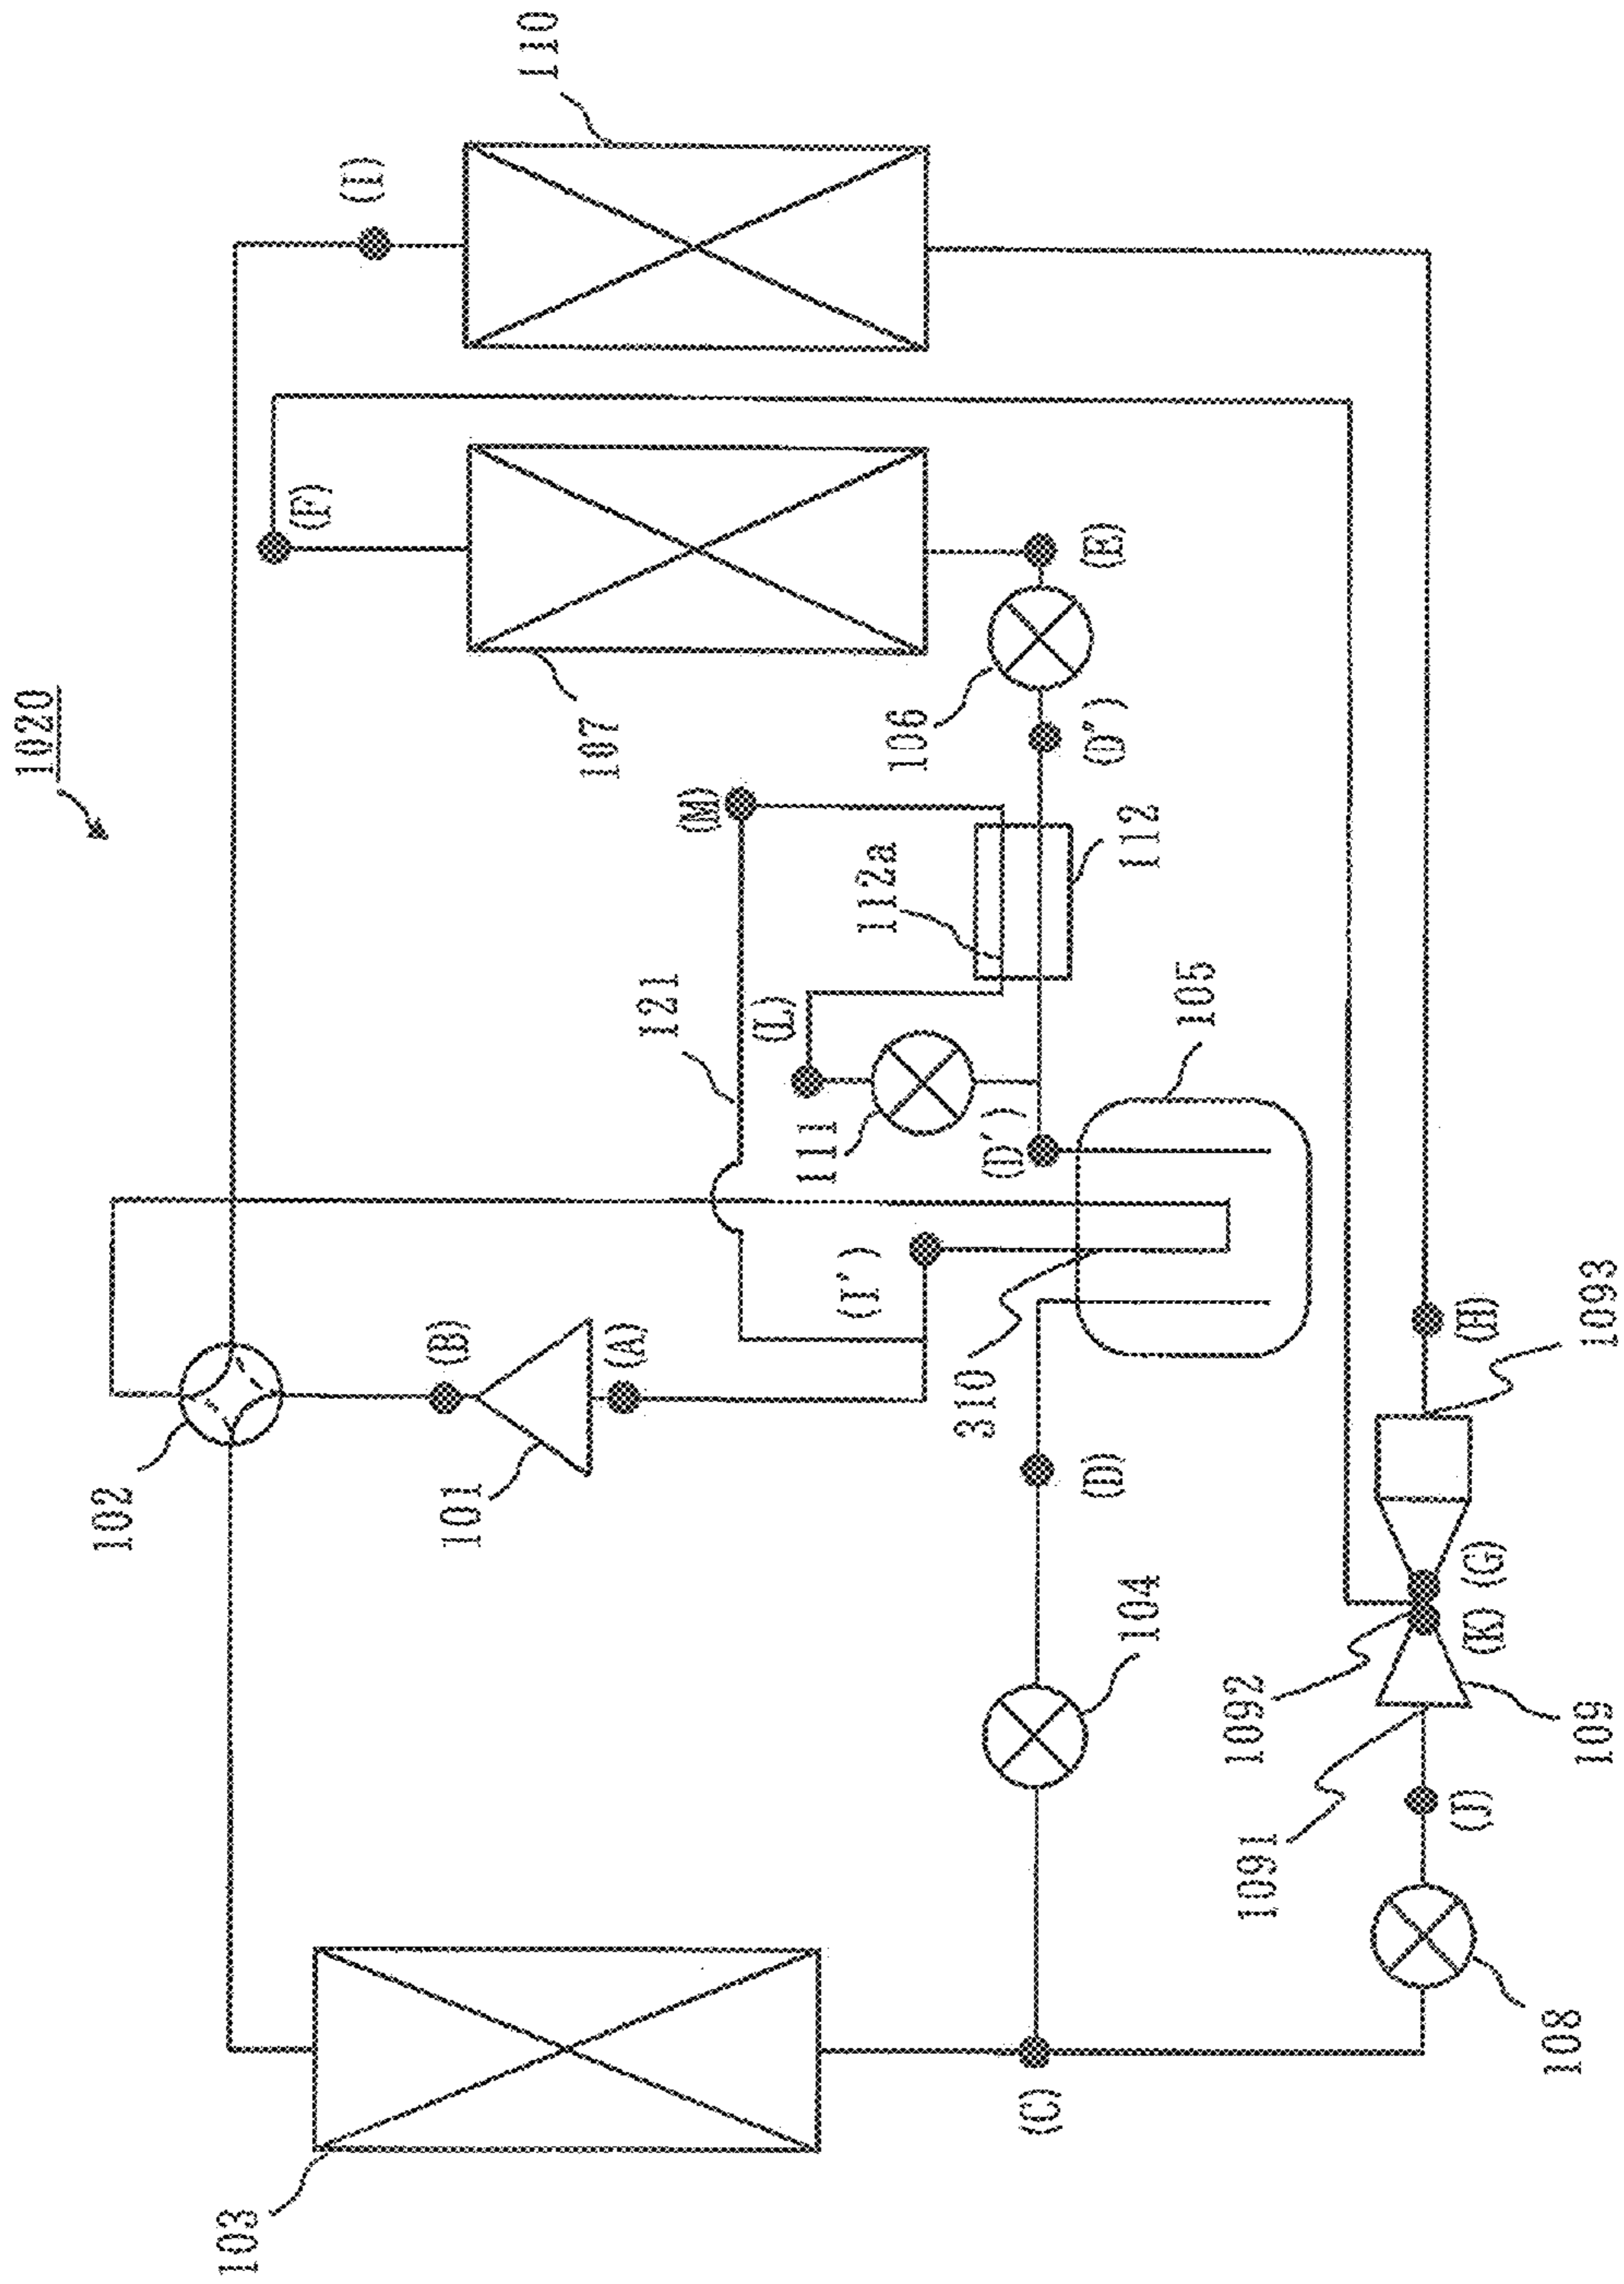 1020
102
103
(F)
(I)
(B)
101
110
107
(A)
121
(M)
(L)
111
(I')
112a
106
310
(D')
(C)
(D)
(D")
(E)
104
112
105
1092
1091
(J)
(K)
(G)
(H)
108
109
1093